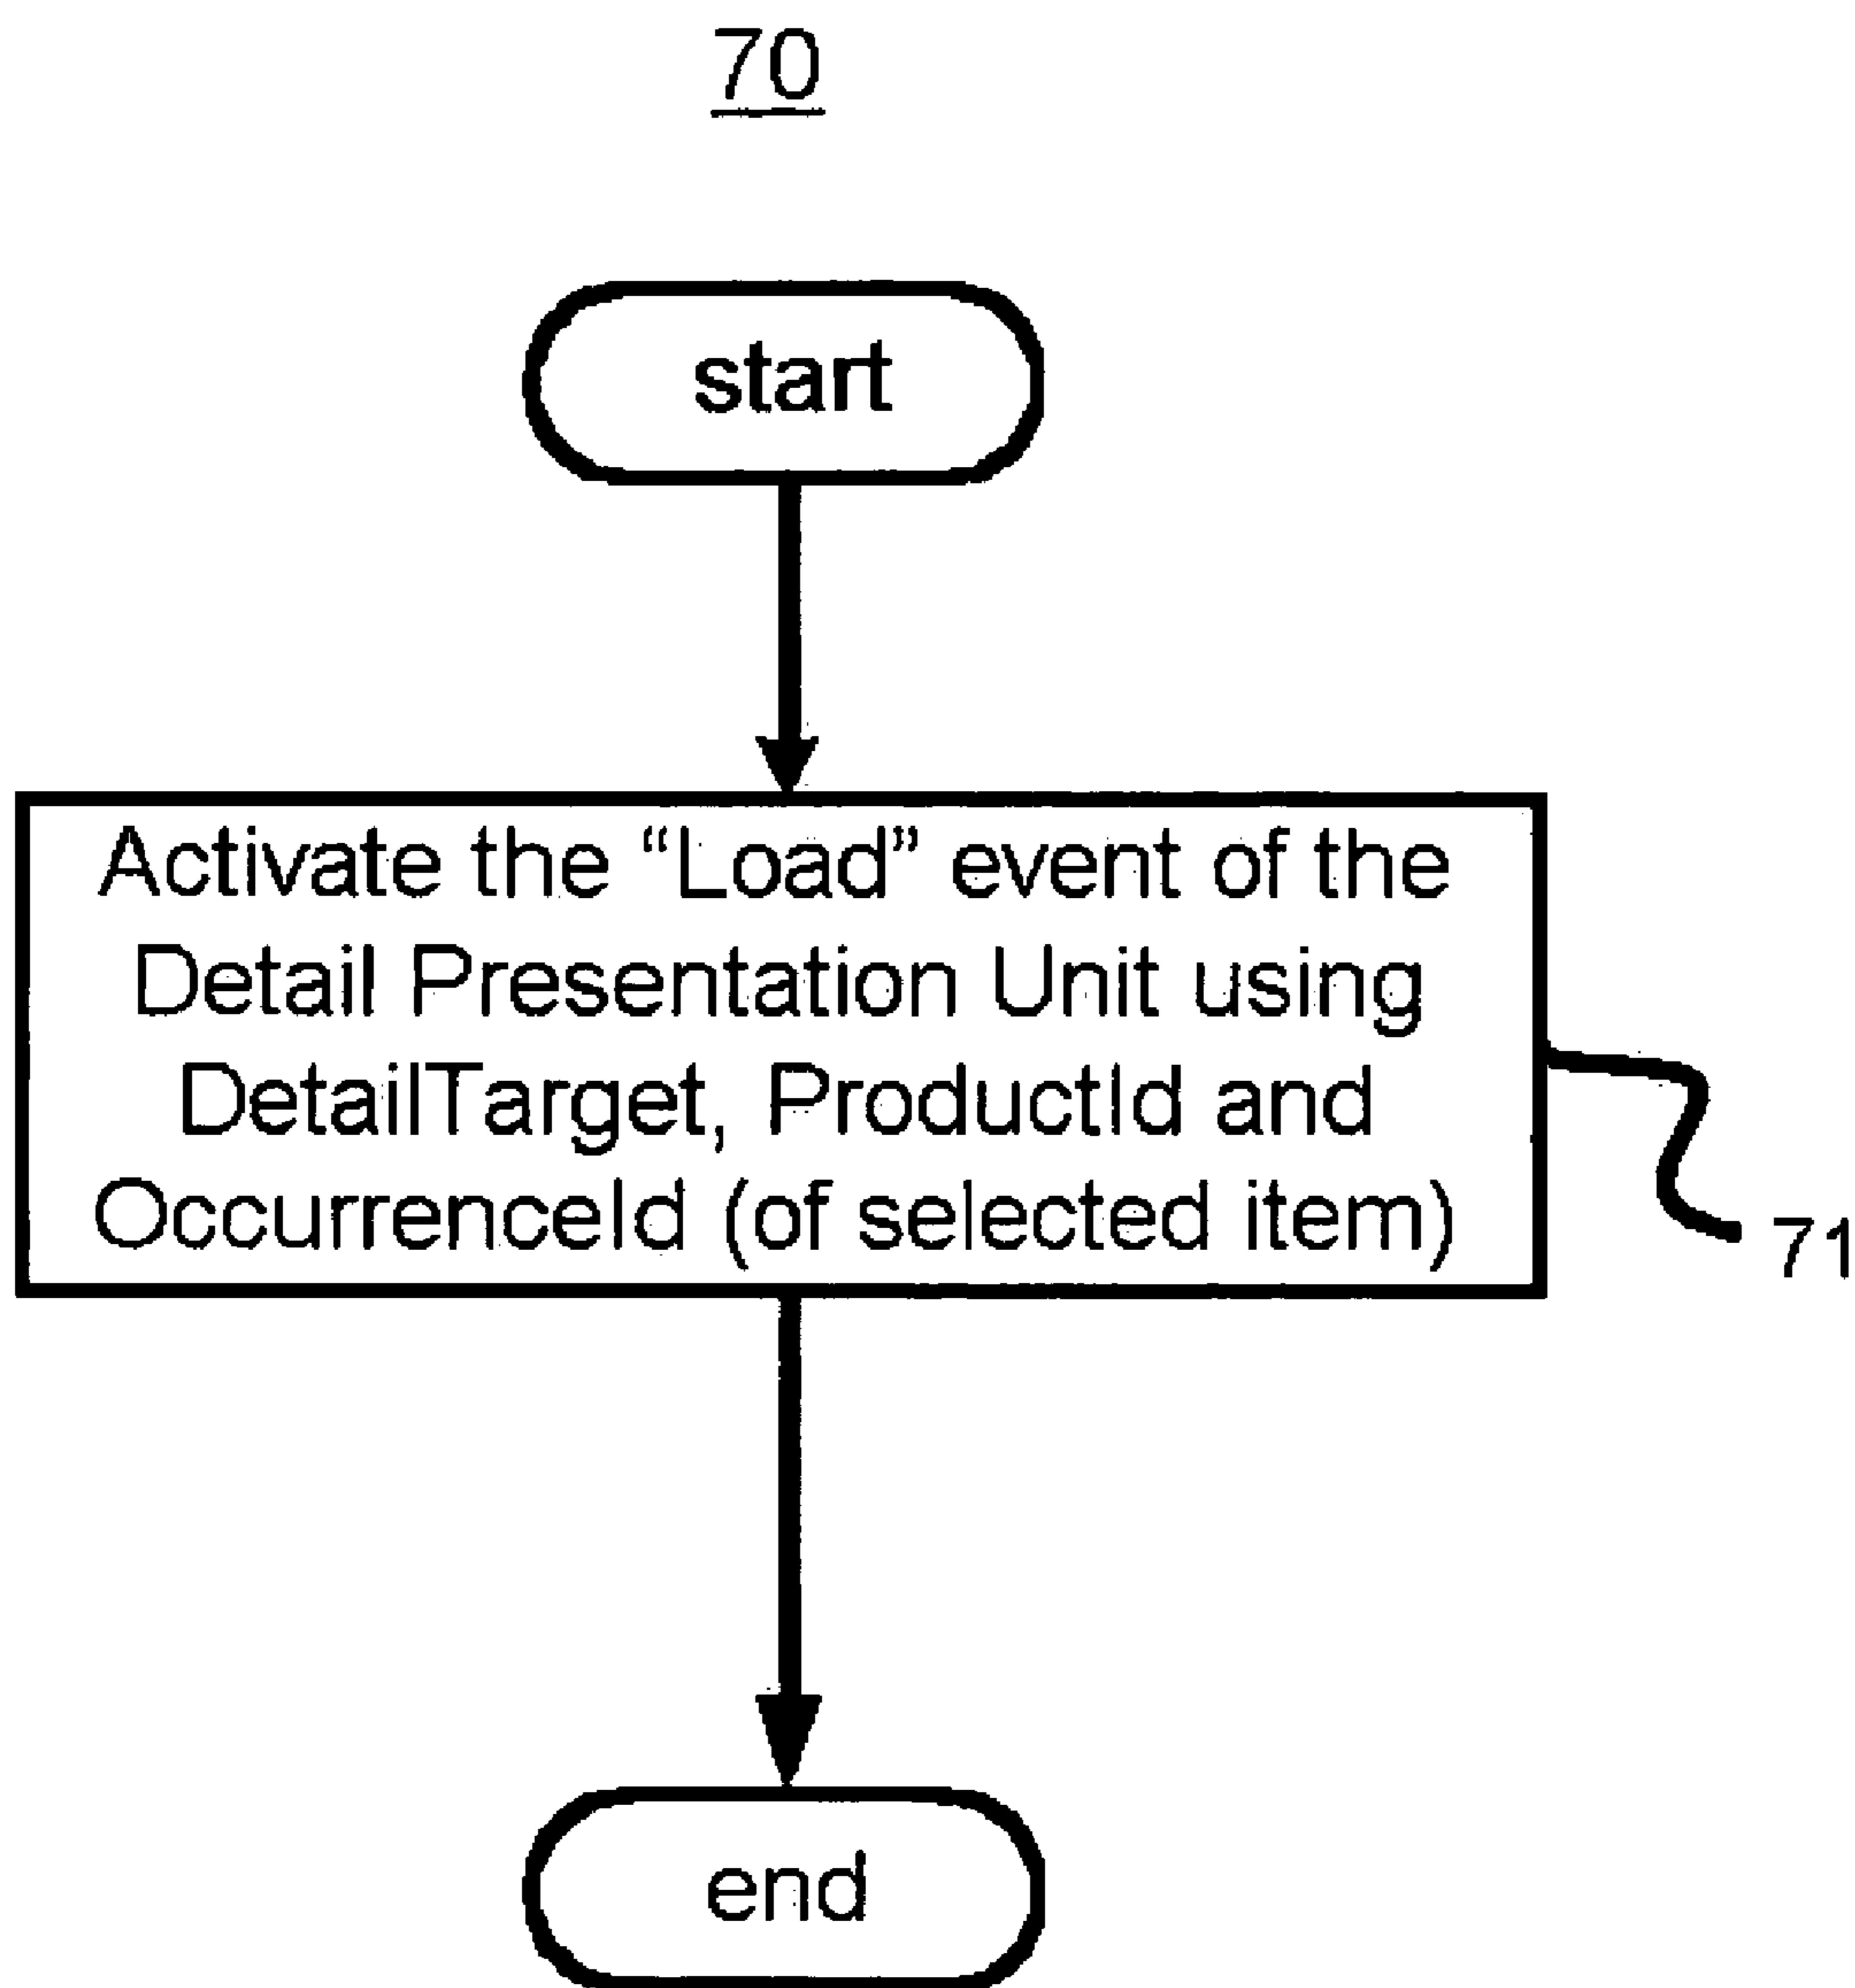 70
start
Activate the “Load” event of the
Detail Presentation Unit using
DetailTarget, ProductId and
OccurrenceId (of selected item)
71
end